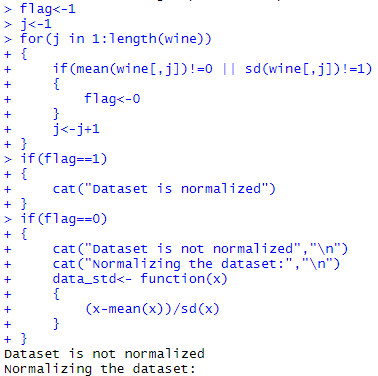 > flag<-1
> j<-1
> for(j in 1:length(wine))
+ {
+     if(mean(wine[,j])!=0 || sd(wine[,j])!=1)
+     {
+         flag<-0
+     }
+     j<-j+1
+ }
> if(flag==1)
+ {
+     cat("Dataset is normalized")
+ }
> if(flag==0)
+ {
+     cat("Dataset is not normalized","\n")
+     cat("Normalizing the dataset:","\n")
+     data_std<- function(x)
+     {
+         (x-mean(x))/sd(x)
+     }
+ }
Dataset is not normalized
Normalizing the dataset: